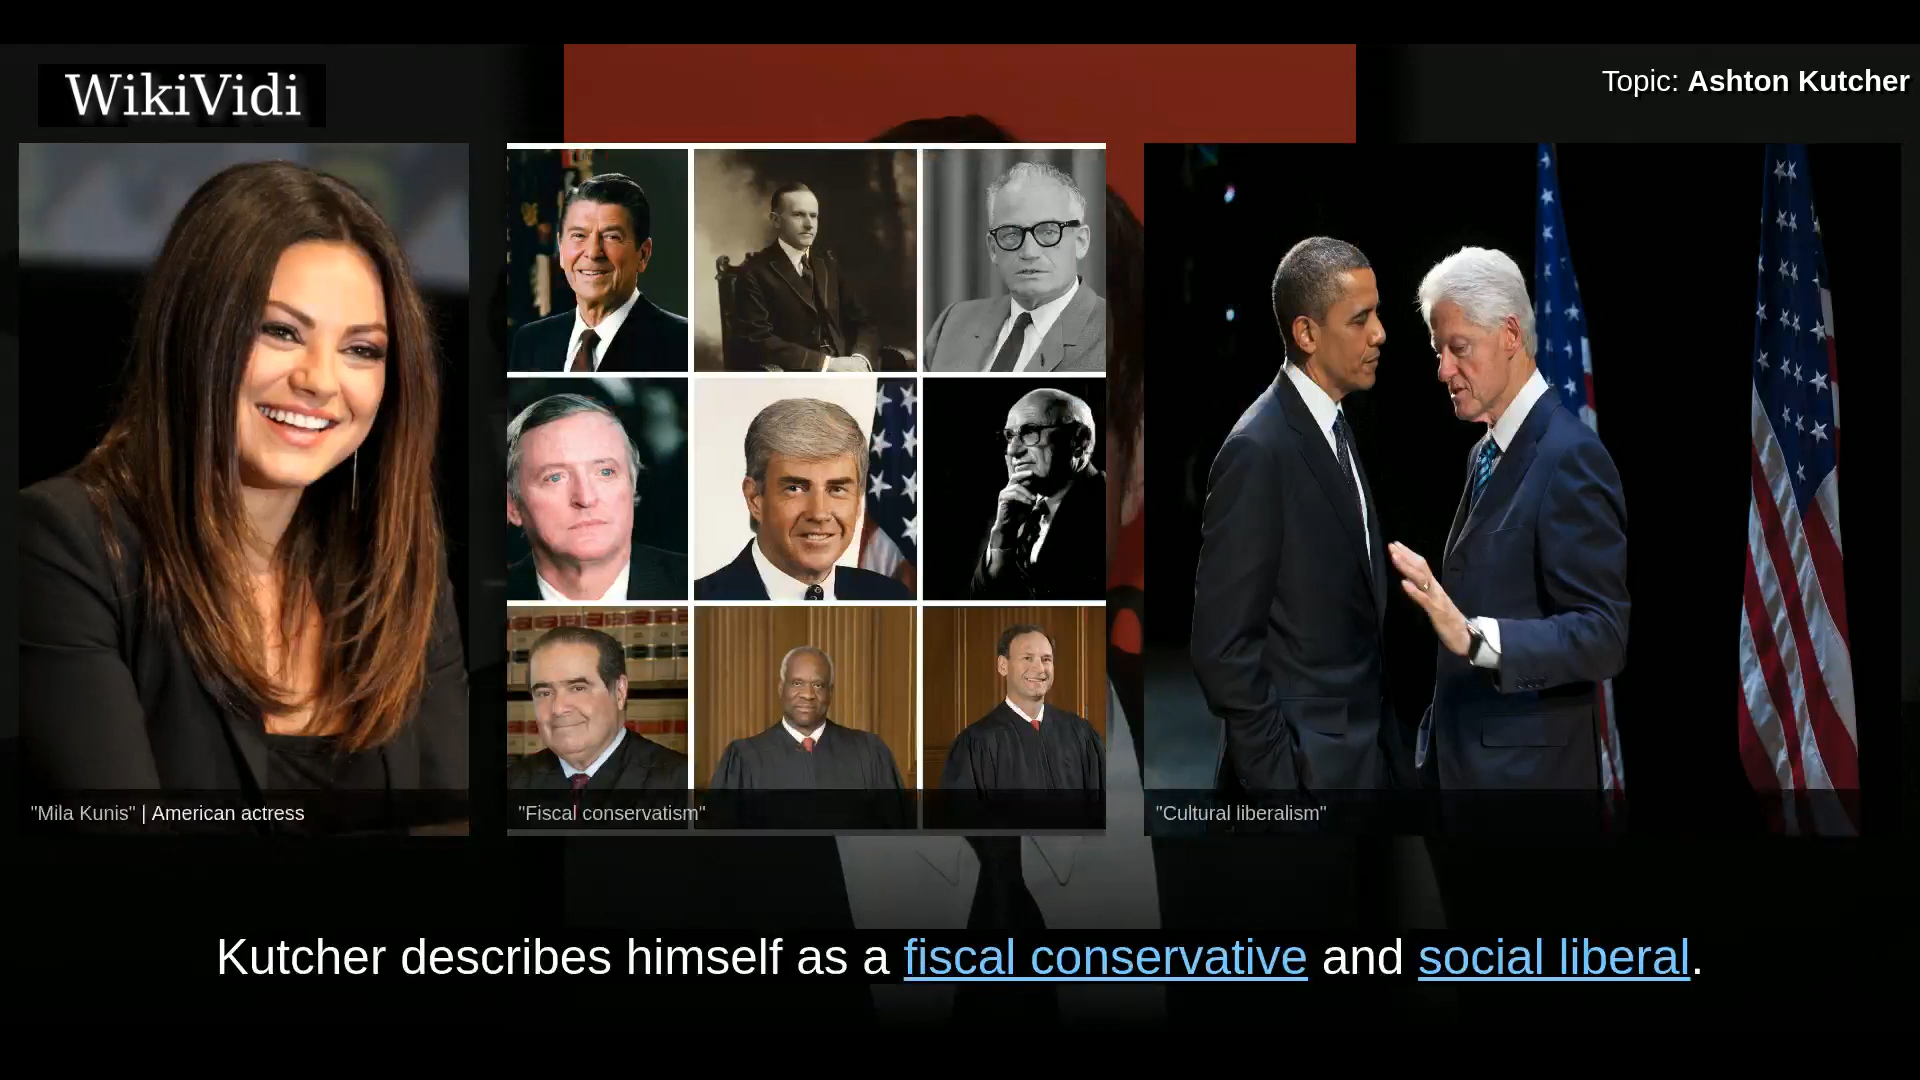 WikiVidi
Topic: Ashton Kutcher
"Mila Kunis" | American actress
"Fiscal conservatism"
"Cultural liberalism"
Kutcher describes himself as a fiscal conservative and social liberal.